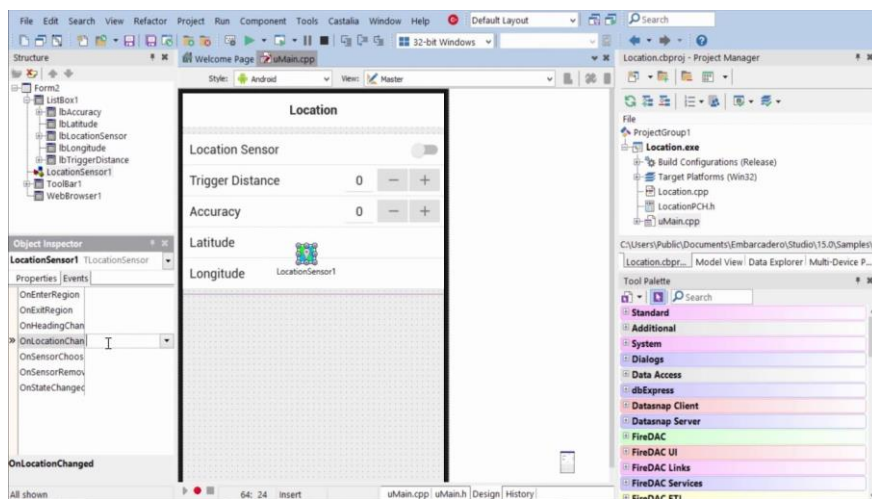 File Edit Search View Refactor Project Run Component Tools Castalia Window Help Default Layout Search
32-bit Windows
Structure
Welcome Page uMain.cpp
Location.cbproj - Project Manager
Style: Android View: Master
Form2
ListBox1
lbAccuracy
lbLatitude
lbLocationSensor
lbLongitude
lbTriggerDistance
LocationSensor1
ToolBar1
WebBrowser1
Object Inspector
LocationSensor1 TLocationSensor
Properties Events
OnEnterRegion
OnExitRegion
OnHeadingChan
OnLocationChan
OnSensorChoos
OnSensorRemov
OnStateChanged
OnLocationChanged
All shown
Location
Location Sensor
Trigger Distance 0 − +
Accuracy 0 − +
Latitude
Longitude
LocationSensor1
64: 24 Insert
uMain.cpp uMain.h Design History
File
ProjectGroup1
Location.exe
Build Configurations (Release)
Target Platforms (Win32)
Location.cpp
LocationPCH.h
uMain.cpp
C:\Users\Public\Documents\Embarcadero\Studio\15.0\Samples\
Location.cbpr... Model View Data Explorer Multi-Device P...
Tool Palette
Search
Standard
Additional
System
Dialogs
Data Access
dbExpress
Datasnap Client
Datasnap Server
FireDAC
FireDAC UI
FireDAC Links
FireDAC Services
FireDAC ETL